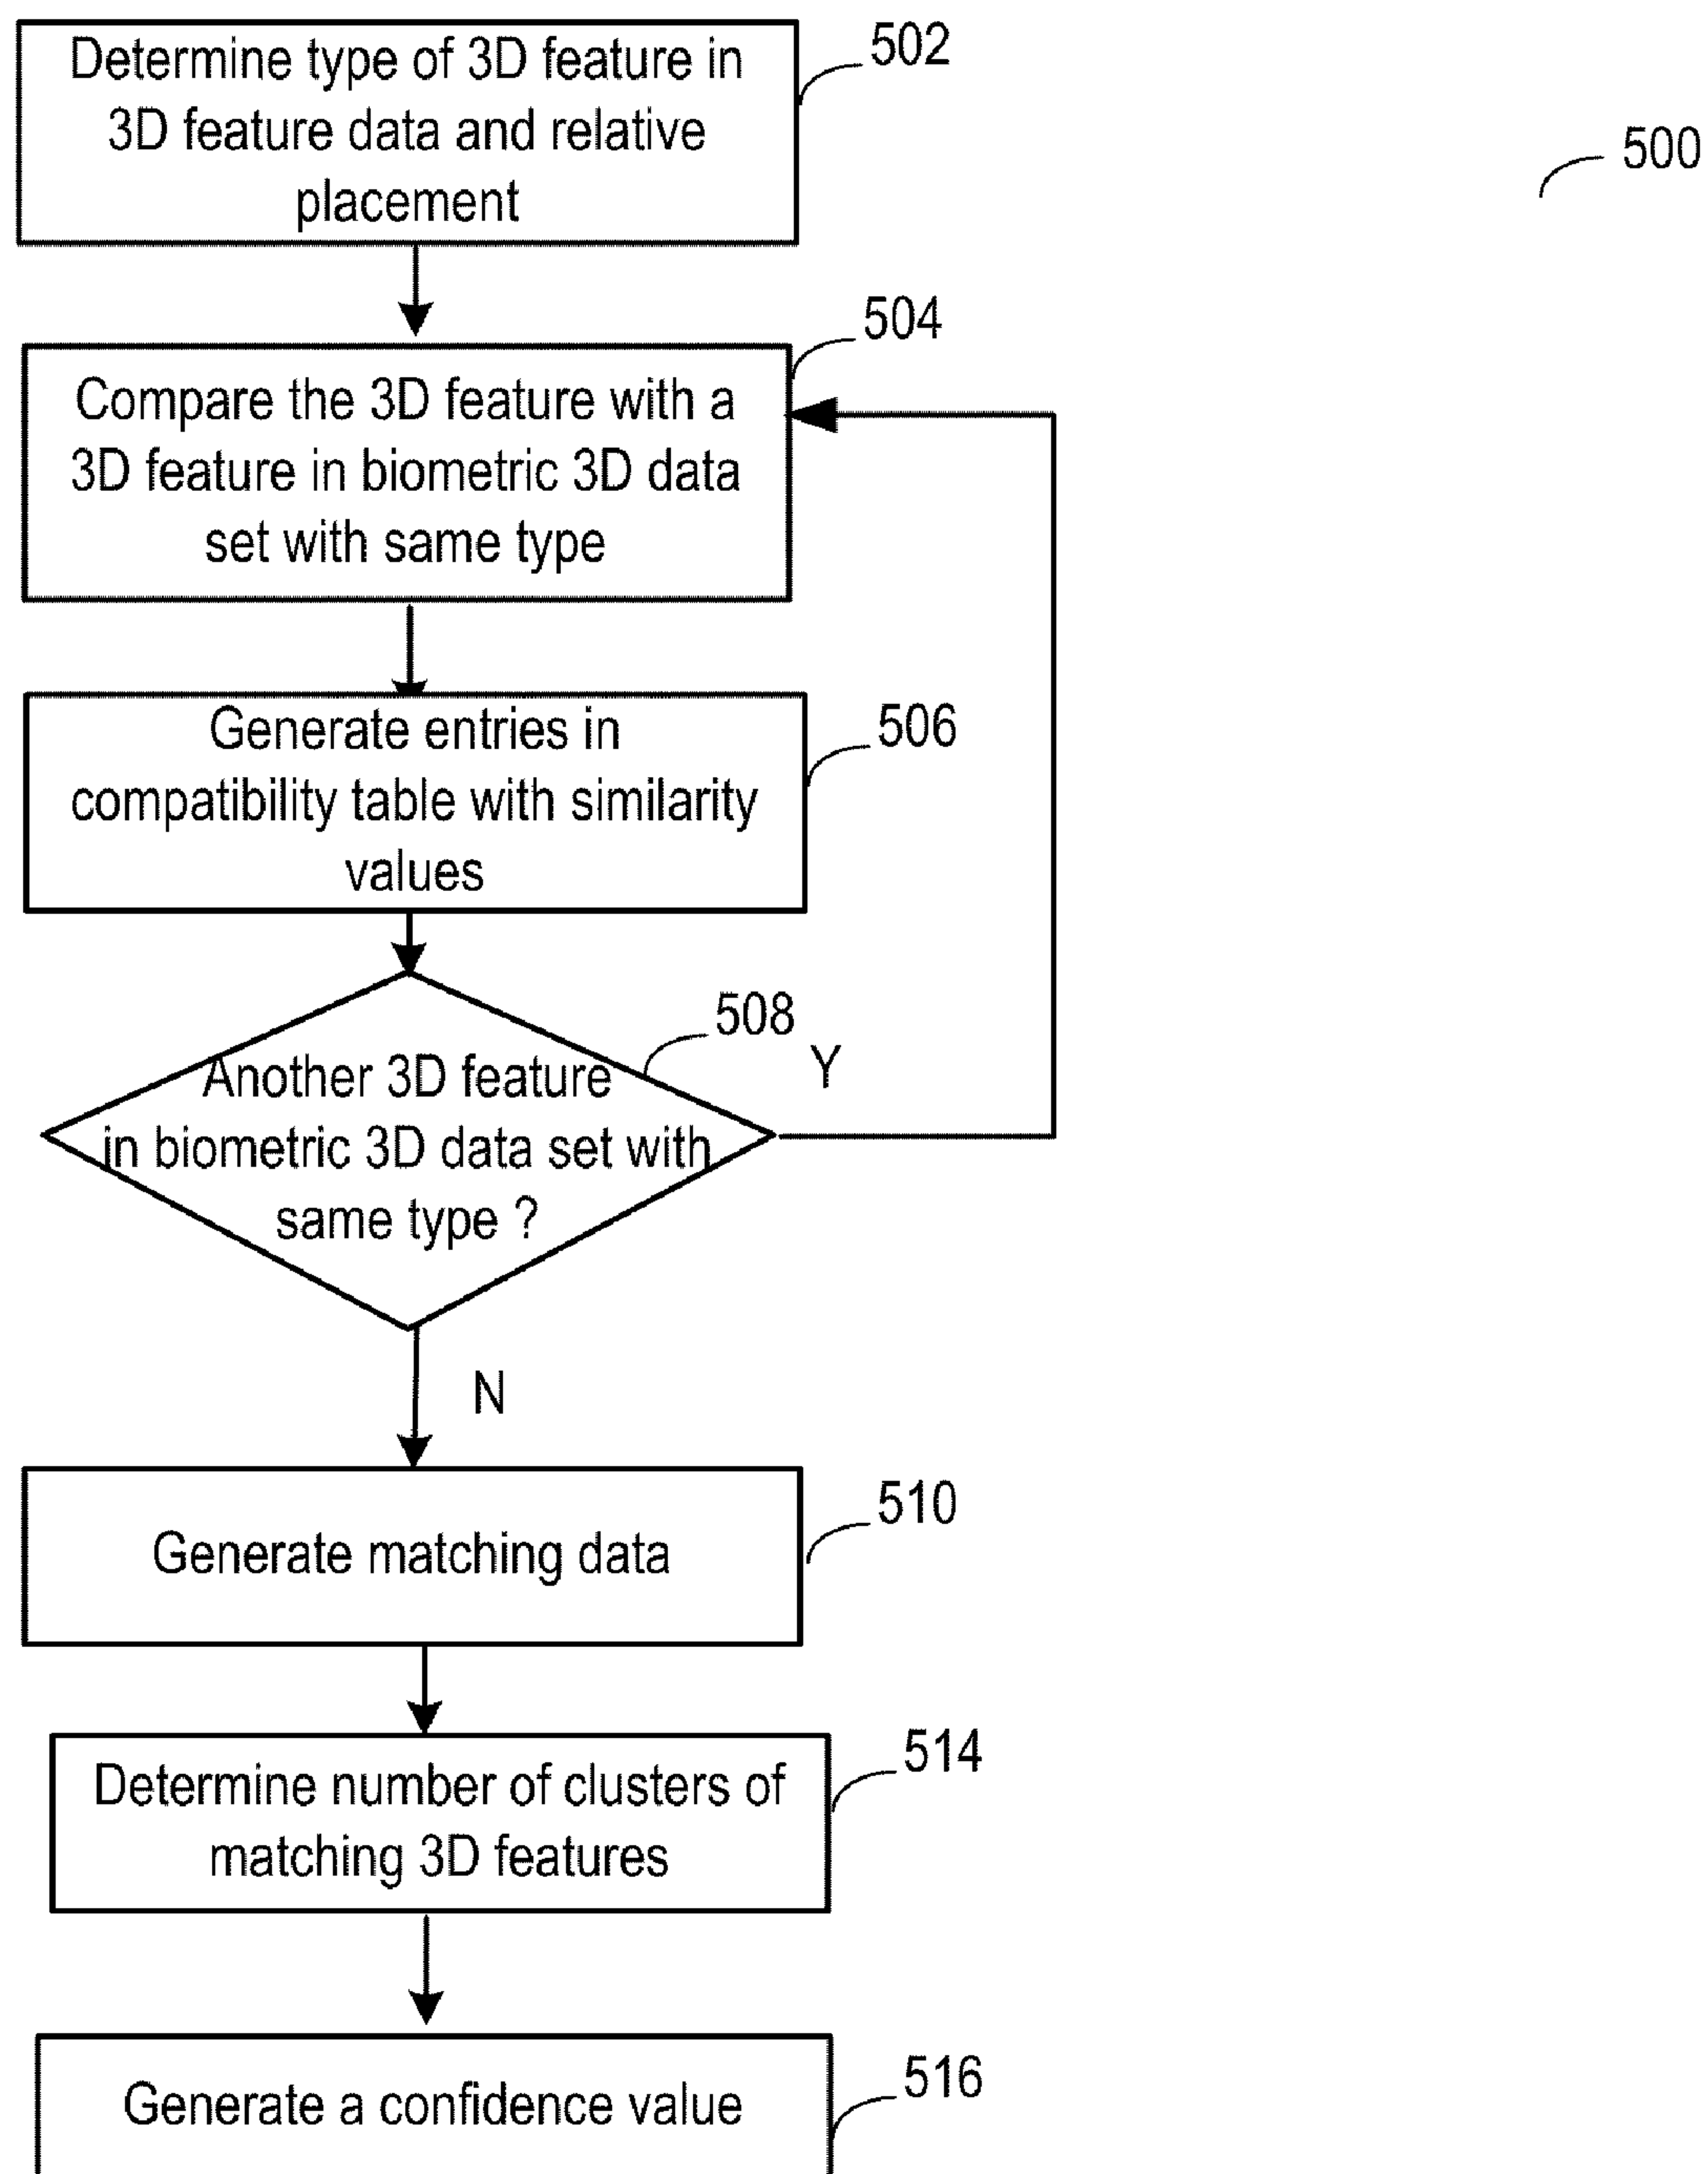 Determine type of 3D feature in
3D feature data and relative
placement
502
500
Compare the 3D feature with a
3D feature in biometric 3D data
set with same type
504
Generate entries in
compatibility table with similarity
values
506
Another 3D feature
in biometric 3D data set with
same type ?
508
Y
N
Generate matching data
510
Determine number of clusters of
matching 3D features
514
Generate a confidence value
516